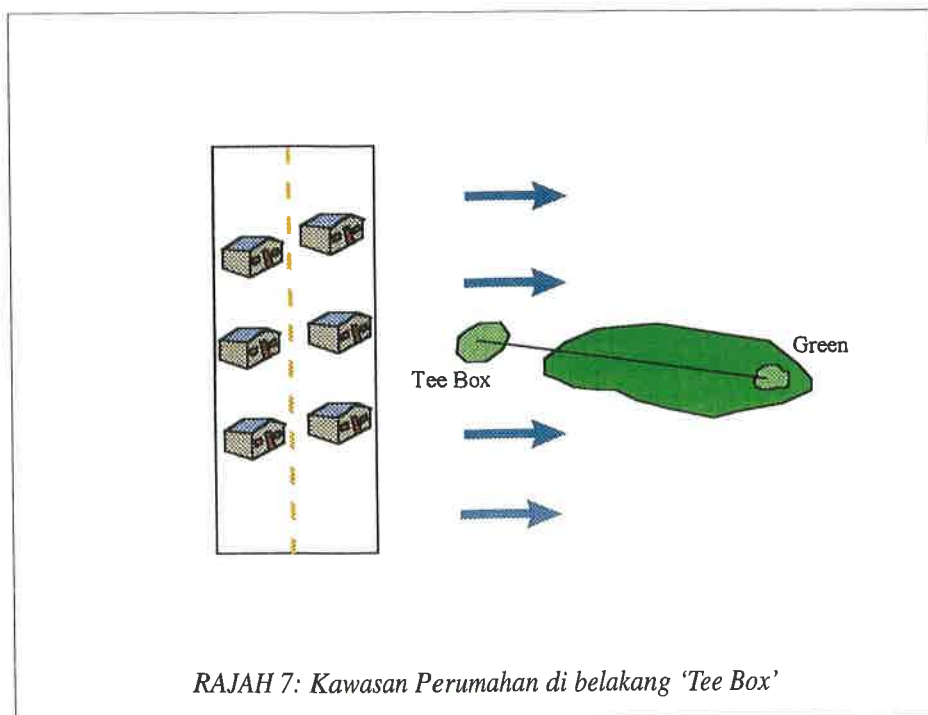 Green
Tee Box
RAJAH 7: Kawasan Perumahan di belakang ‘Tee Box’